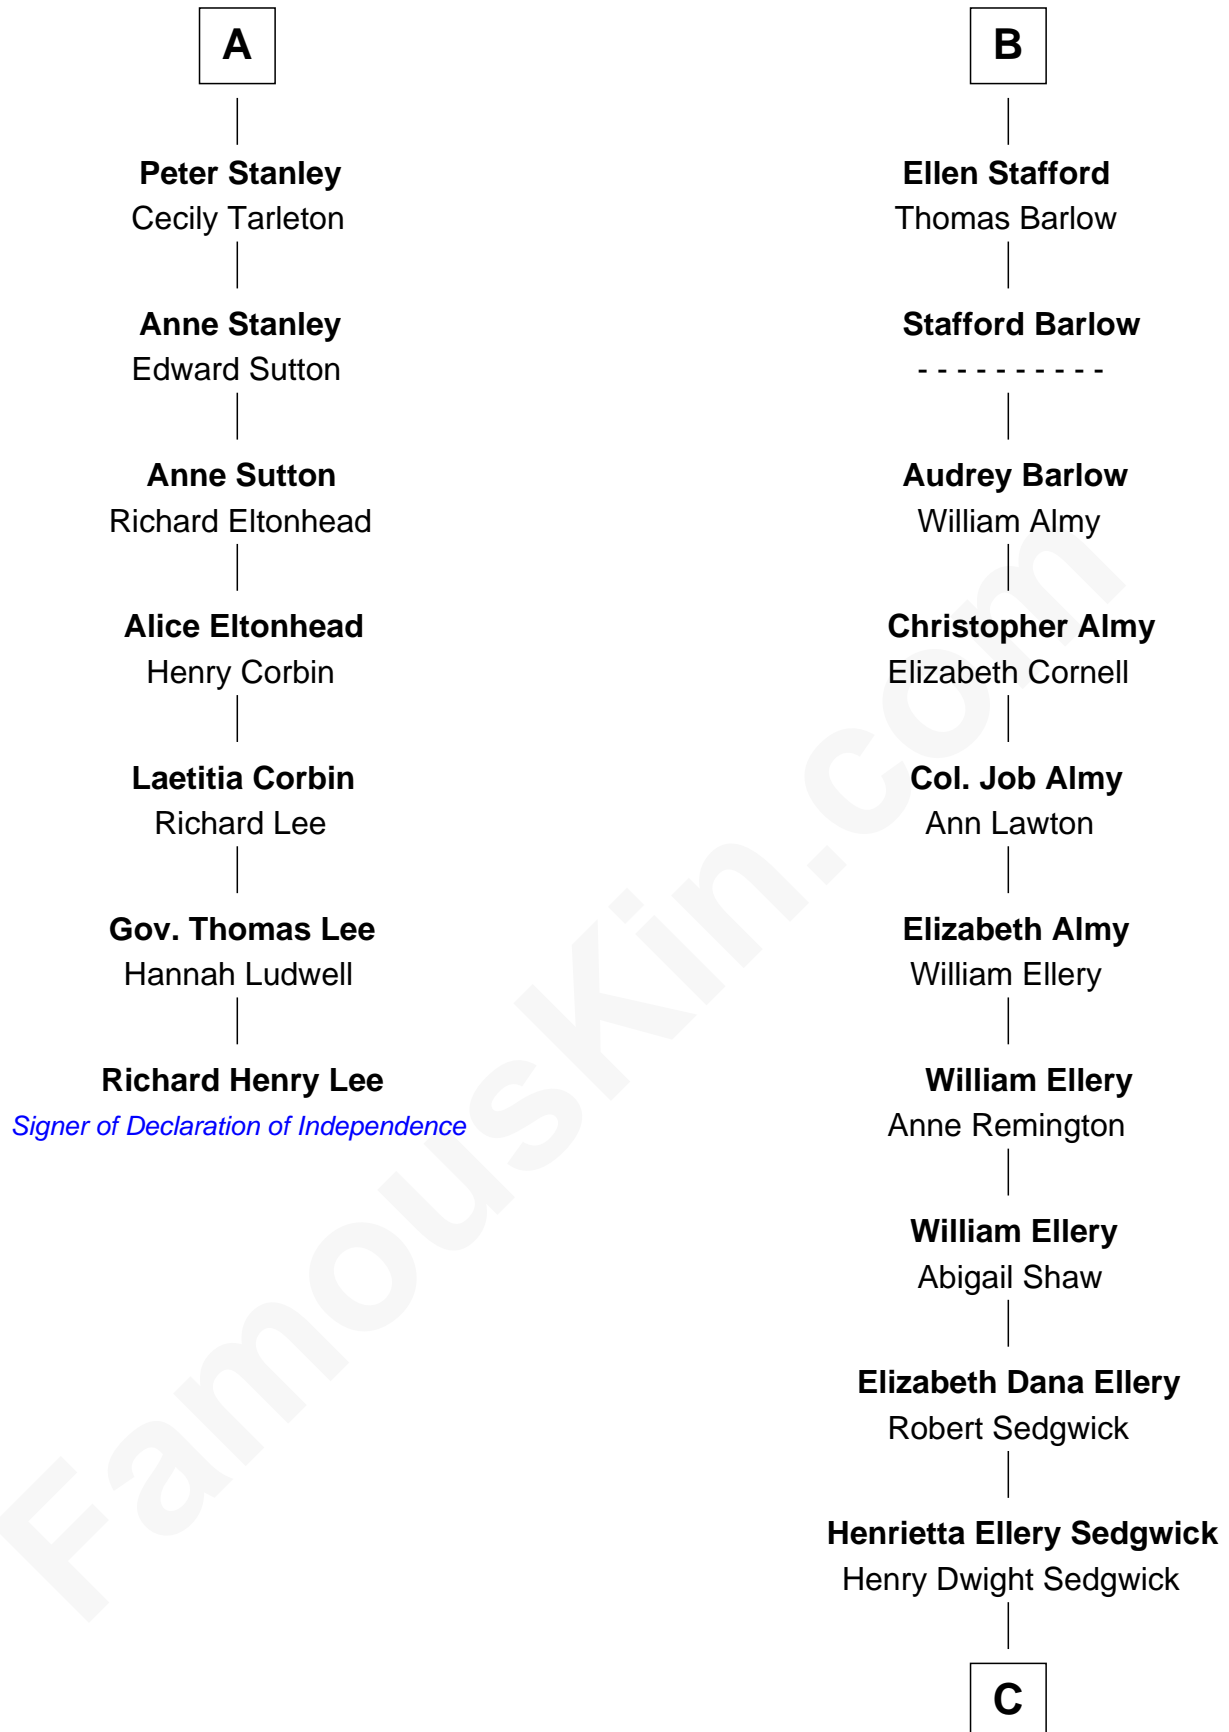 A
Peter Stanley
Cecily Tarleton
Anne Stanley
Edward Sutton
Anne Sutton
Richard Eltonhead
Alice Eltonhead
Henry Corbin
Laetitia Corbin
Richard Lee
Gov. Thomas Lee
Hannah Ludwell
Richard Henry Lee
Signer of Declaration of Independence
B
Ellen Stafford
Thomas Barlow
Stafford Barlow
- - - - - - - - - -
Audrey Barlow
William Almy
Christopher Almy
Elizabeth Cornell
Col. Job Almy
Ann Lawton
Elizabeth Almy
William Ellery
William Ellery
Anne Remington
William Ellery
Abigail Shaw
Elizabeth Dana Ellery
Robert Sedgwick
Henrietta Ellery Sedgwick
Henry Dwight Sedgwick
C
FamousKin.com